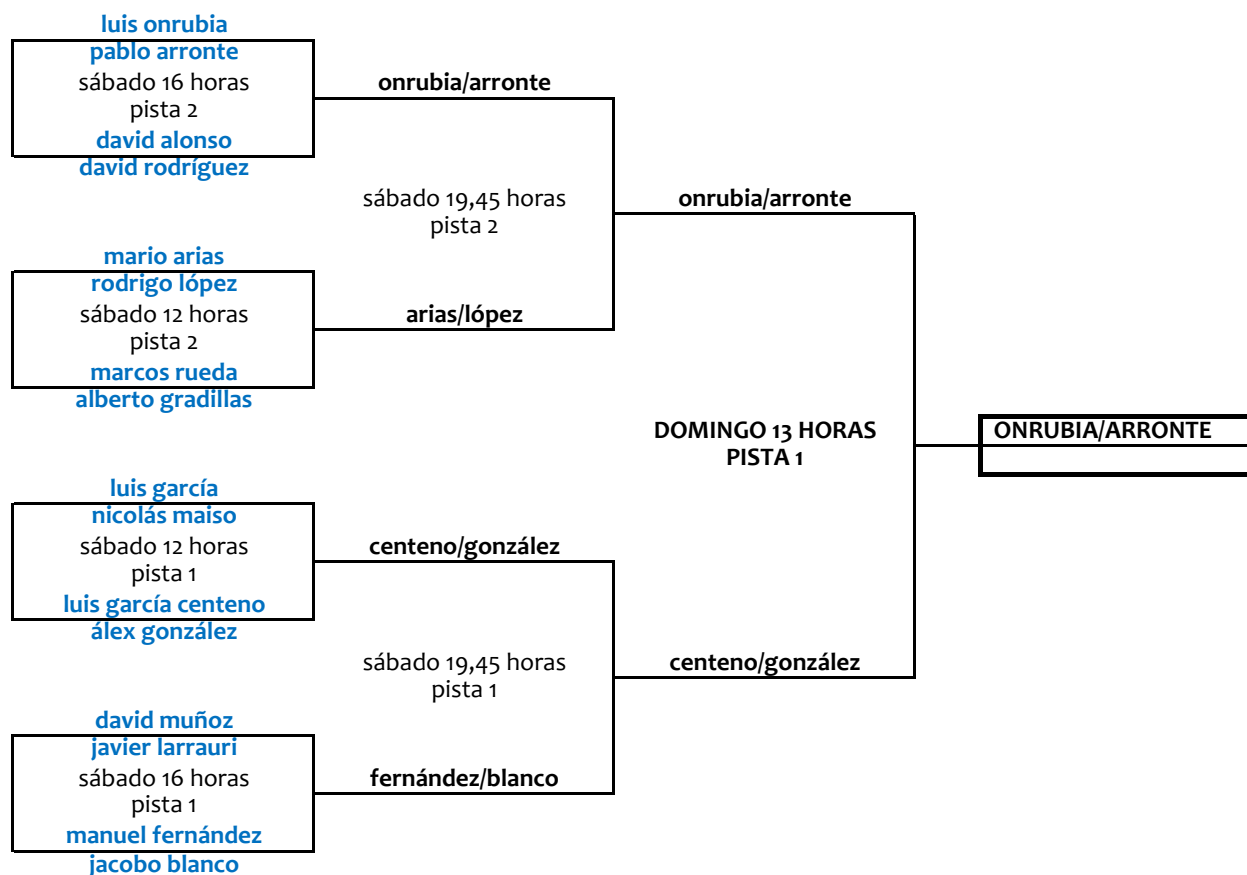 luis onrubia
pablo arronte
sábado 16 horas
pista 2
david alonso
david rodríguez
onrubia/arronte
sábado 19,45 horas
pista 2
onrubia/arronte
mario arias
rodrigo lópez
sábado 12 horas
pista 2
marcos rueda
alberto gradillas
arias/lópez
DOMINGO 13 HORAS
PISTA 1
ONRUBIA/ARRONTE
luis garcía
nicolás maiso
sábado 12 horas
pista 1
luis garcía centeno
álex gonzález
centeno/gonzález
sábado 19,45 horas
pista 1
centeno/gonzález
david muñoz
javier larrauri
sábado 16 horas
pista 1
manuel fernández
jacobo blanco
fernández/blanco